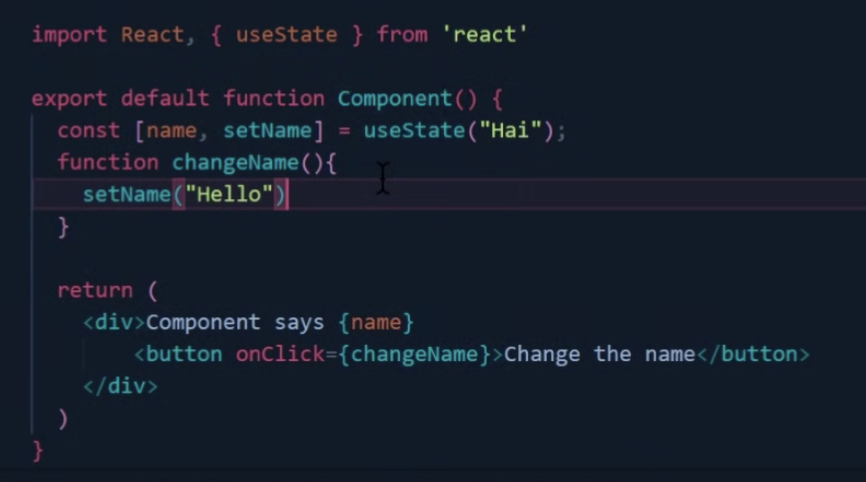 import React, { useState } from 'react'
export default function Component() {
const [name, setName] = useState("Hai");
function changeName(){
setName("Hello")
}
return (
<div>Component says {name}
<button onClick={changeName}>Change the name</button>
</div>
)
}